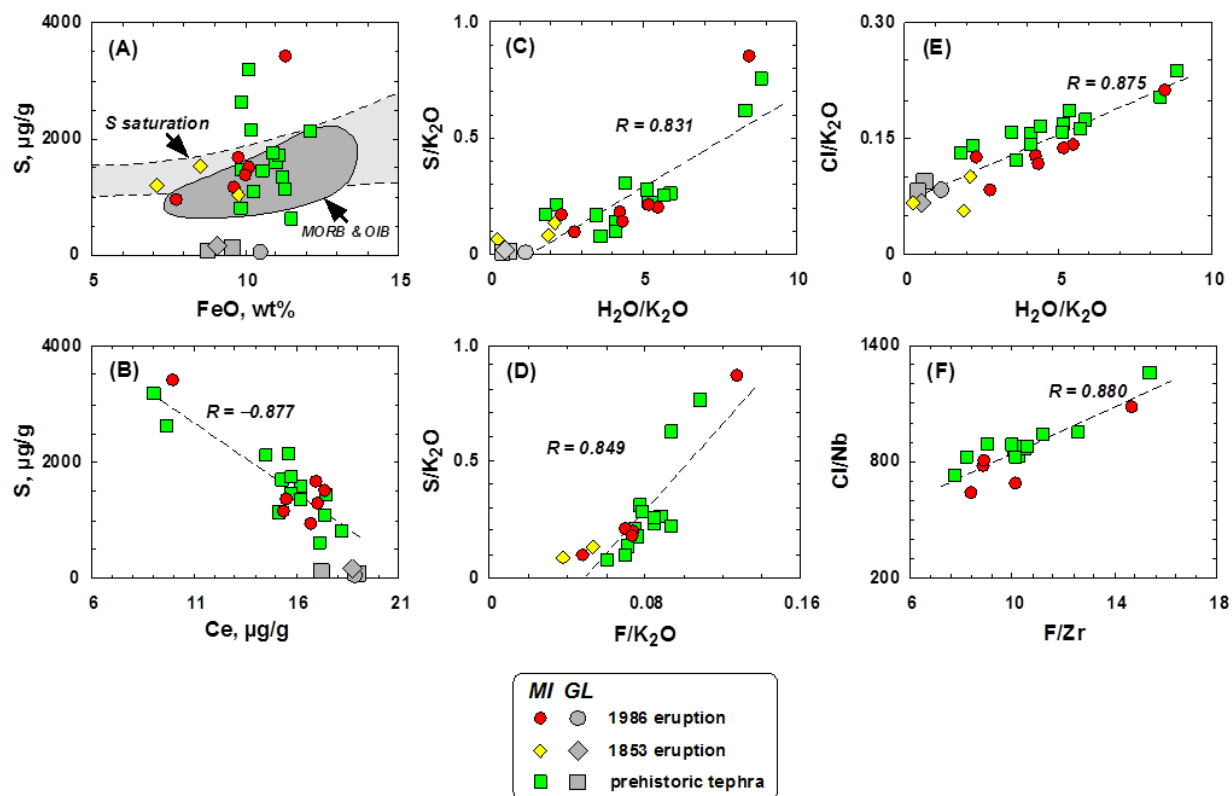 (A)
S, µg/g
4000
3000
2000
1000
0
S saturation
MORB & OIB
5
10
15
FeO, wt%
(C)
S/K₂O
1.0
0.5
0.0
R = 0.831
0
5
10
H₂O/K₂O
(E)
Cl/K₂O
0.30
0.15
0
R = 0.875
0
5
10
H₂O/K₂O
(B)
S, µg/g
4000
2000
0
R = –0.877
6
11
16
21
Ce, µg/g
(D)
S/K₂O
1.0
0.5
0
R = 0.849
0
0.08
0.16
F/K₂O
(F)
Cl/Nb
1400
800
200
R = 0.880
6
10
14
18
F/Zr
MI GL
1986 eruption
1853 eruption
prehistoric tephra